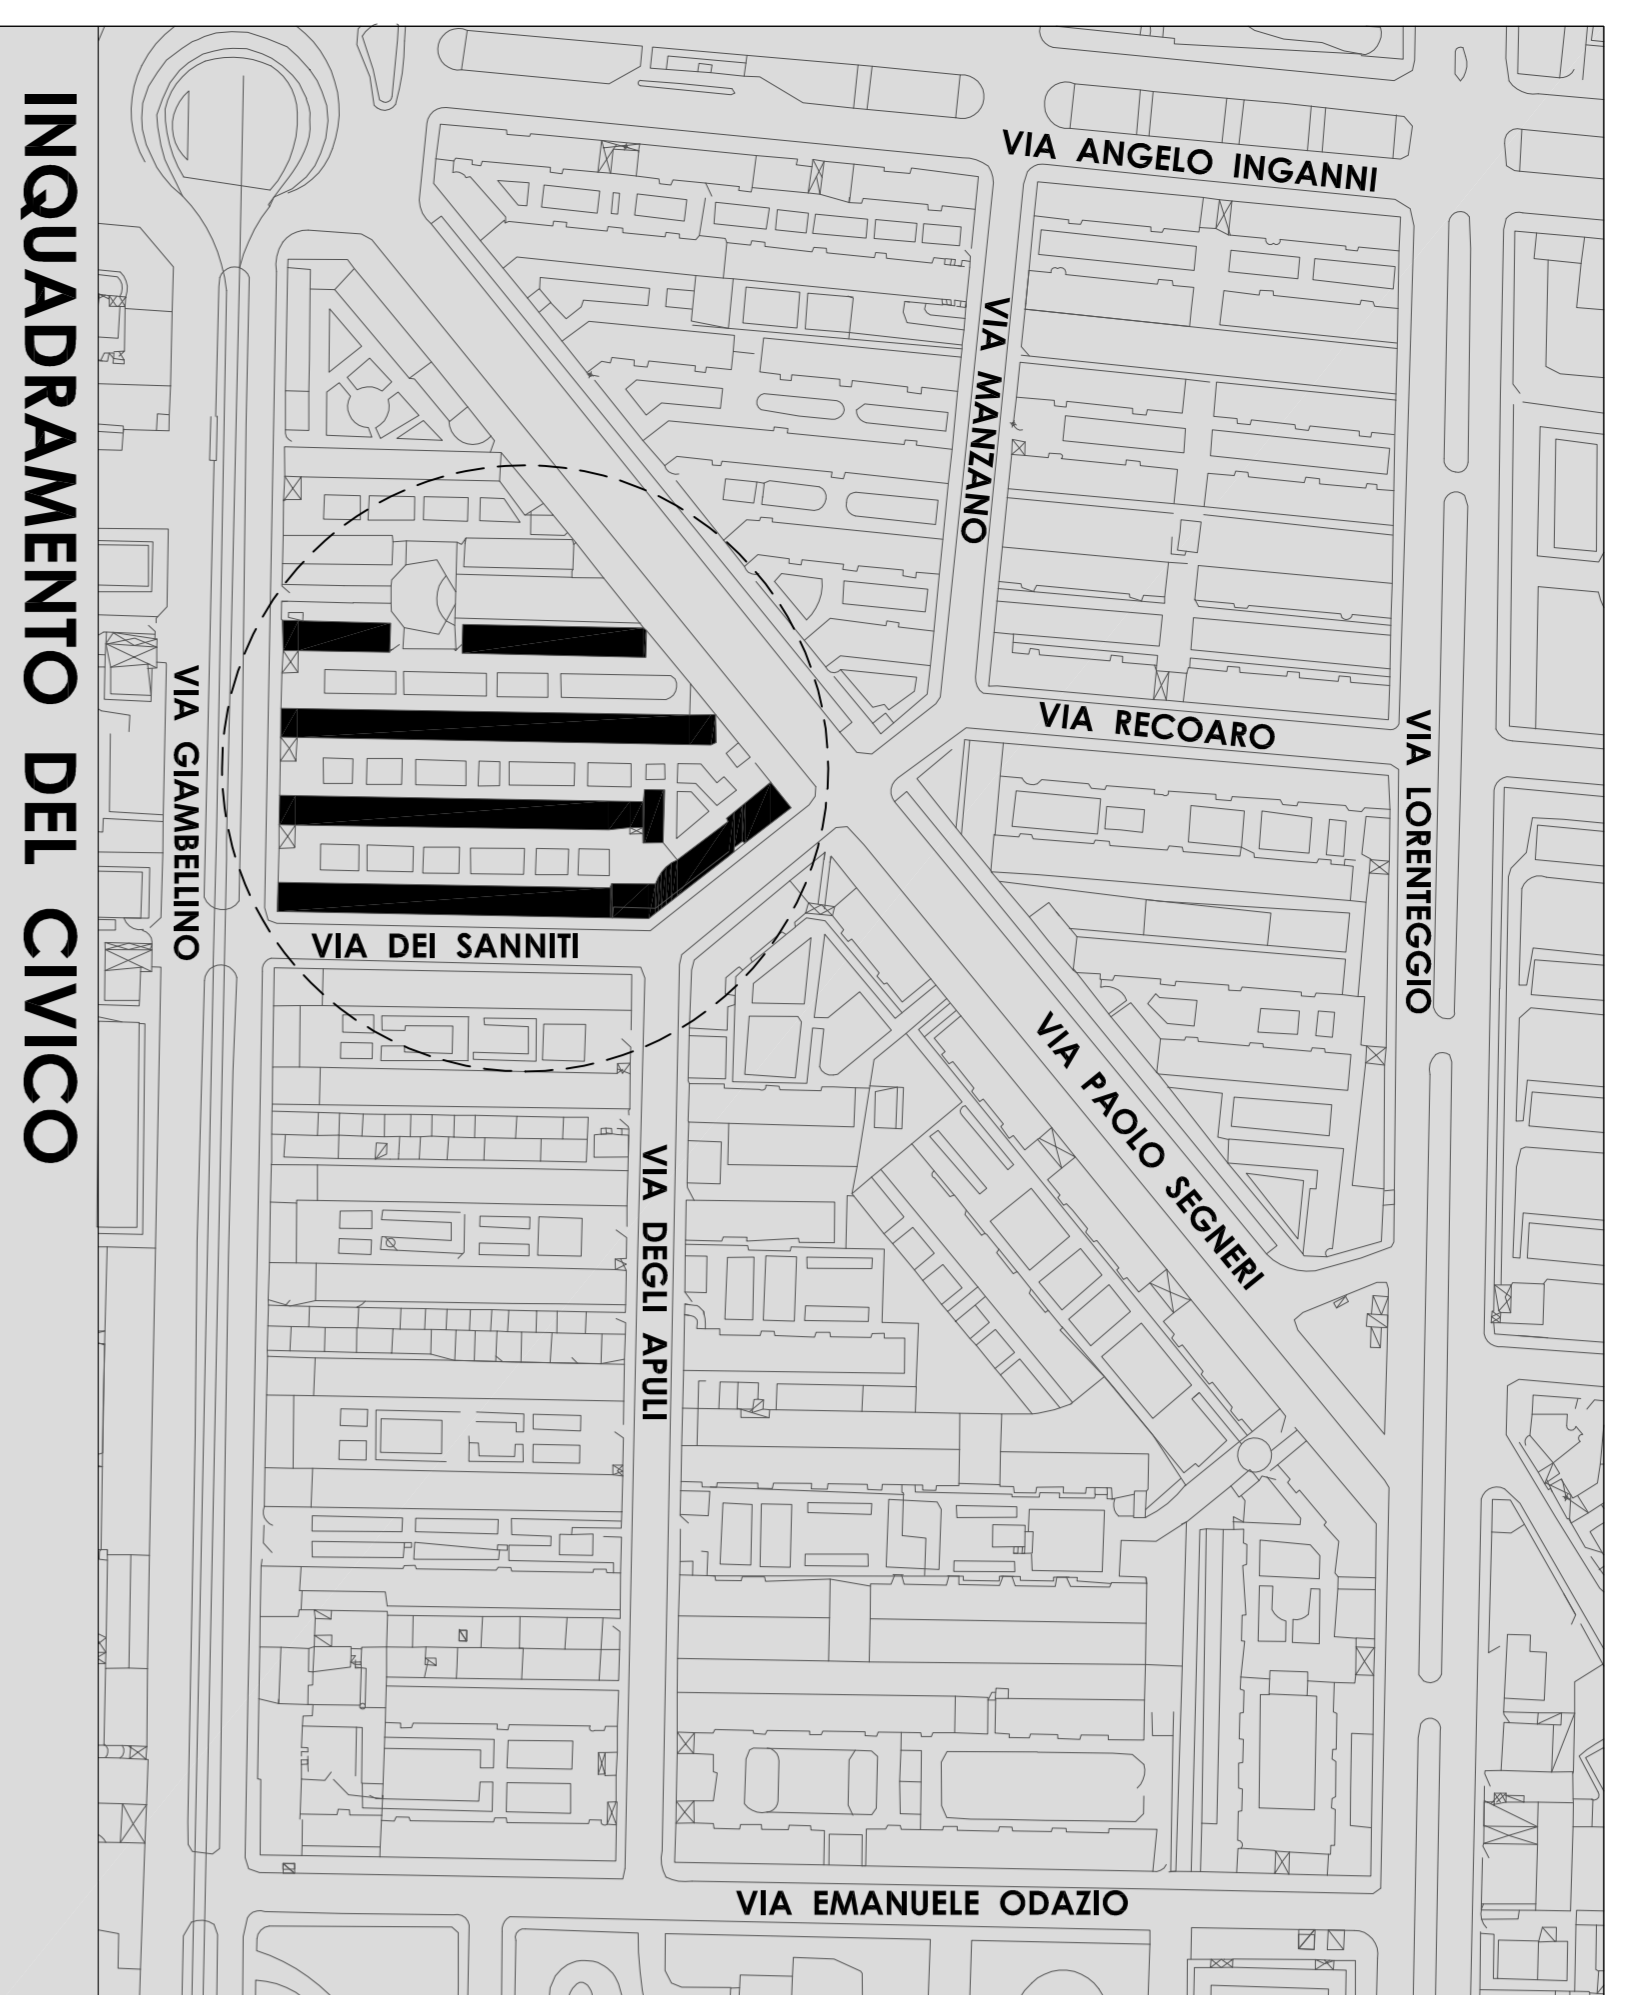 INQUADRAMENTO DEL CIVICO
VIA ANGELO INGANNI
VIA MANZANO
VIA GIAMBELLINO
VIA RECOARO
VIA LORENTEGGIO
VIA DEI SANNITI
VIA PAOLO SEGNERI
VIA DEGLI APULI
VIA EMANUELE ODAZIO